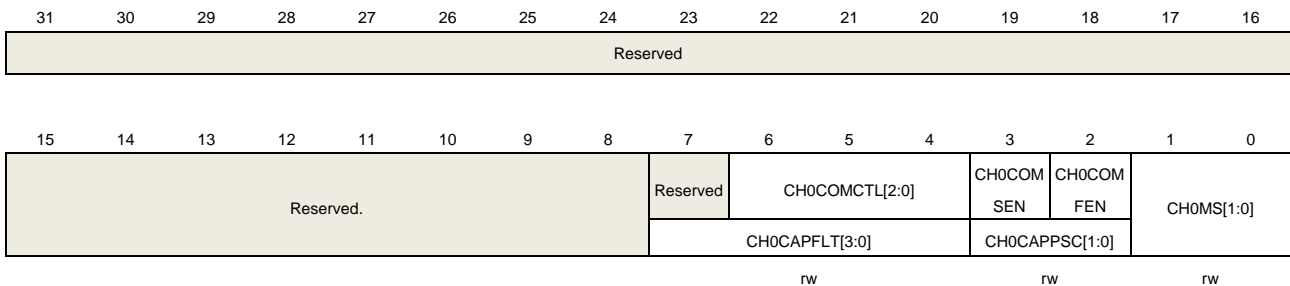 31 30 29 28 27 26 25 24 23 22 21 20 19 18 17 16
Reserved
15 14 13 12 11 10 9 8 7 6 5 4 3 2 1 0
Reserved. Reserved CH0COMCTL[2:0] CH0COM SEN CH0COM FEN CH0MS[1:0]
CH0CAPFLT[3:0] CH0CAPPSC[1:0]
rw rw rw